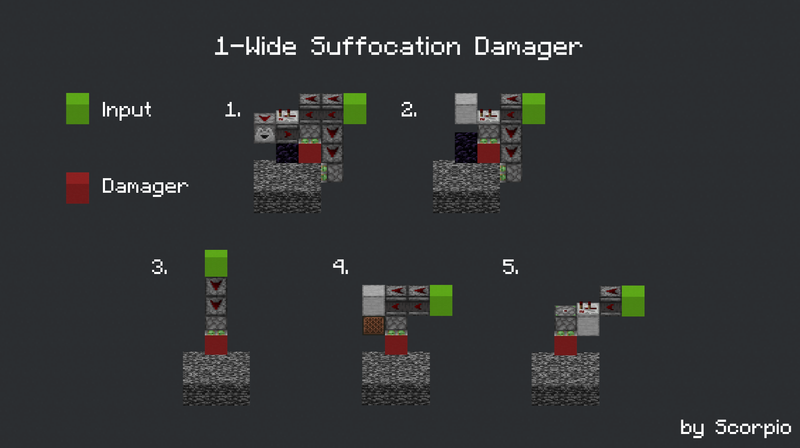 1-Wide Suffocation Damager
Input
1.
2.
Damager
3.
4.
5.
by Scorpio